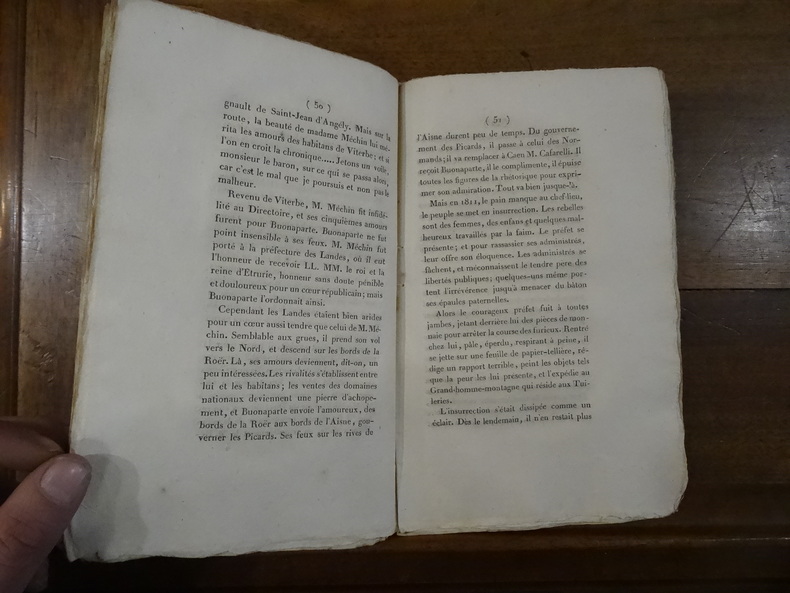 ( 50 )
gnault de Saint-Jean d'Angély. Mais sur la
route, la beauté de madame Méchin lui mé-
rita les amours des habitans de Viterbe; et si
l'on en croit la chronique.... Jetons un voile,
monsieur le baron, sur ce qui se passa alors,
car c'est le mal que je poursuis et non pas le
malheur.
Revenu de Viterbe, M. Méchin fit infidé-
lité au Directoire, et ses cinquièmes amours
furent pour Buonaparte. Buonaparte ne fut
point insensible à ses feux. M. Méchin fut
porté à la préfecture des Landes, où il eut
l'honneur de recevoir LL. MM. le roi et la
reine d'Etrurie, honneur sans doute pénible
et douloureux pour un cœur républicain; mais
Buonaparte l'ordonnait ainsi.
Cependant les Landes étaient bien arides
pour un cœur aussi tendre que celui de M. Mé-
chin. Semblable aux grues, il prend son vol
vers le Nord, et descend sur les bords de la
Roër. Là, ses amours deviennent, dit-on, un
peu intéressées. Les rivalités s'établissent entre
lui et les habitans; les ventes des domaines
nationaux deviennent une pierre d'achope-
ment, et Buonaparte envoie l'amoureux, des
bords de la Roër aux bords de l'Aisne, gou-
verner les Picards. Ses feux sur les rives de
( 51 )
l'Aisne durent peu de temps. Du gouverne-
ment des Picards, il passe à celui des Nor-
mands; il va remplacer à Caen M. Cafarelli. Il
reçoit Buonaparte, il le complimente, il épuise
toutes les figures de la rhétorique pour expri-
mer son admiration. Tout va bien jusque-là.
Mais en 1811, le pain manque au chef-lieu,
le peuple se met en insurrection. Les rebelles
sont des femmes, des enfans et quelques mal-
heureux travaillés par la faim. Le préfet se
présente; et pour rassasier ses administrés,
leur offre son éloquence. Les administrés se
fâchent, et méconnaissent le tendre père des
libertés publiques; quelques-uns même por-
tent l'irrévérence jusqu'à menacer du bâton
ses épaules paternelles.
Alors le courageux préfet fuit à toutes
jambes, jetant derrière lui des pièces de mon-
naie pour arrêter la course des furieux. Rentré
chez lui, pâle, éperdu, respirant à peine, il
se jette sur une feuille de papier-tellière, ré-
dige un rapport terrible, peint les objets tels
que la peur les lui présente, et l'expédie au
Grand-homme-montagne qui réside aux Tui-
leries.
L'insurrection s'était dissipée comme un
éclair. Dès le lendemain, il n'en restait plus